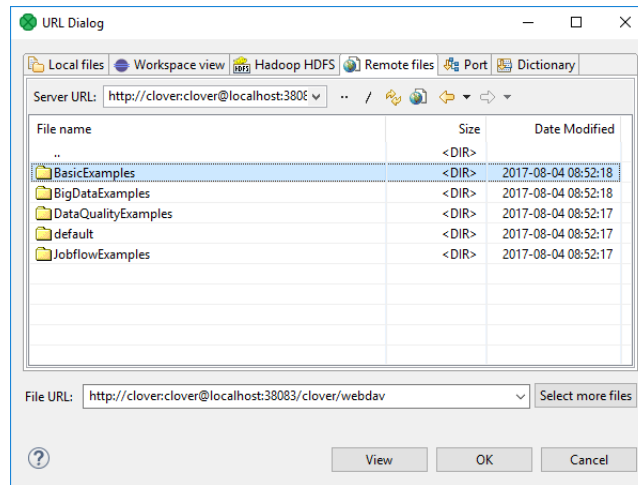 URL Dialog
Local files Workspace view HDFS Hadoop HDFS Remote files Port Dictionary
Server URL: http://clover:clover@localhost:3808 .. /
File name Size Date Modified
.. <DIR>
BasicExamples <DIR> 2017-08-04 08:52:18
BigDataExamples <DIR> 2017-08-04 08:52:18
DataQualityExamples <DIR> 2017-08-04 08:52:17
default <DIR> 2017-08-04 08:52:17
JobflowExamples <DIR> 2017-08-04 08:52:17
File URL: http://clover:clover@localhost:38083/clover/webdav Select more files
? View OK Cancel